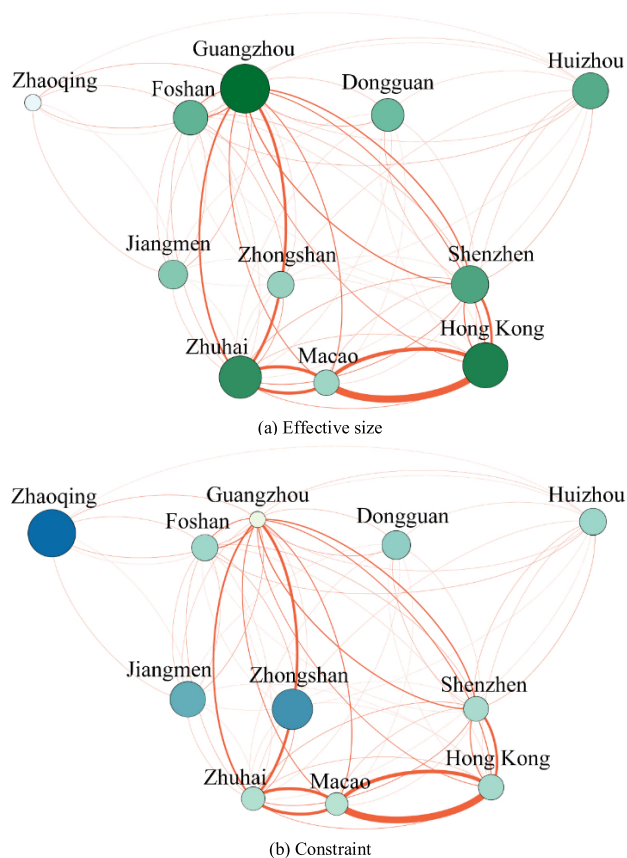 Guangzhou
Huizhou
Zhaoqing
Foshan
Dongguan
Jiangmen
Zhongshan
Shenzhen
Hong Kong
Zhuhai
Macao
(a) Effective size
Zhaoqing
Guangzhou
Huizhou
Foshan
Dongguan
Jiangmen
Zhongshan
Shenzhen
Hong Kong
Zhuhai
Macao
(b) Constraint